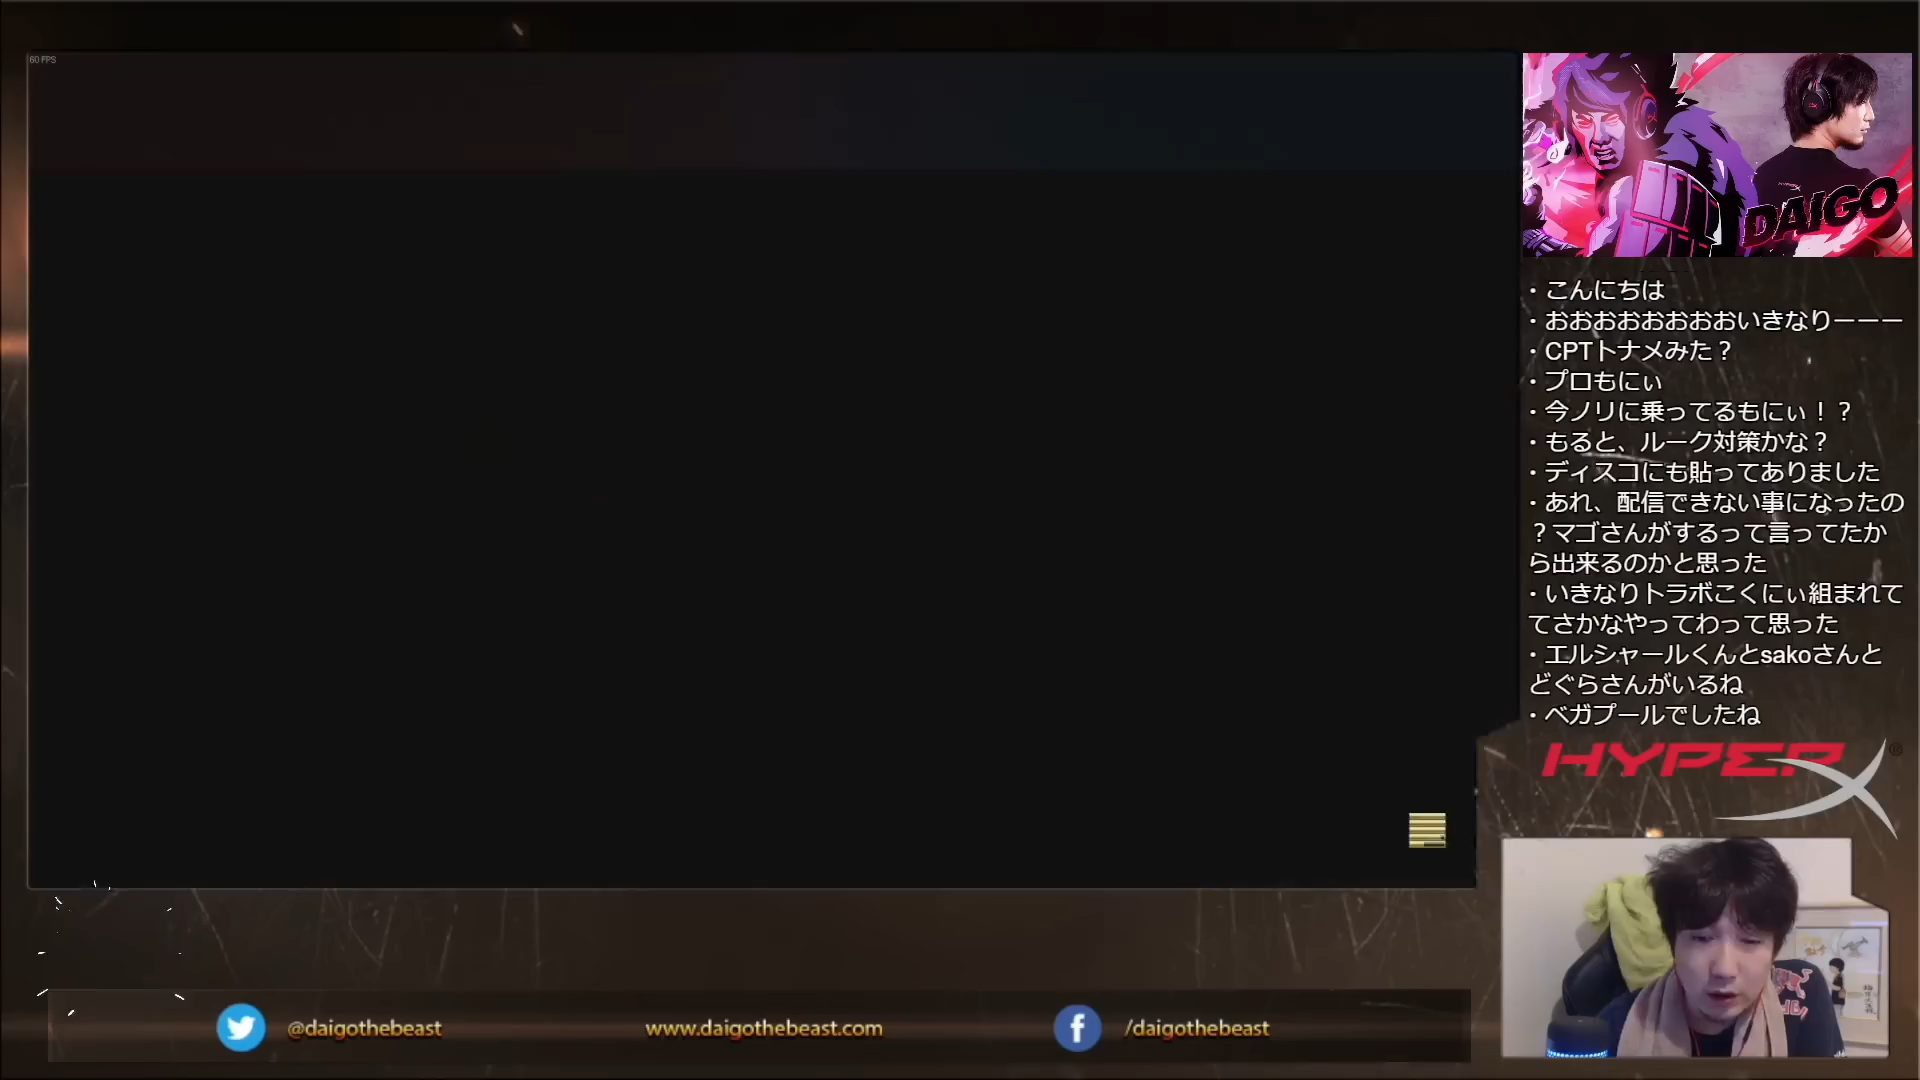 60 FPS
DAIGO
・こんにちは
・おおおおおおおおいきなりーーー
・CPTトナメみた？
・プロもにぃ
・今ノリに乗ってるもにぃ！？
・もると、ルーク対策かな？
・ディスコにも貼ってありました
・あれ、配信できない事になったの
？マゴさんがするって言ってたか
ら出来るのかと思った
・いきなりトラボこくにぃ組まれて
てさかなやってわって思った
・エルシャールくんとsakoさんと
どぐらさんがいるね
・ベガプールでしたね
HYPERX
@daigothebeast
www.daigothebeast.com
/daigothebeast